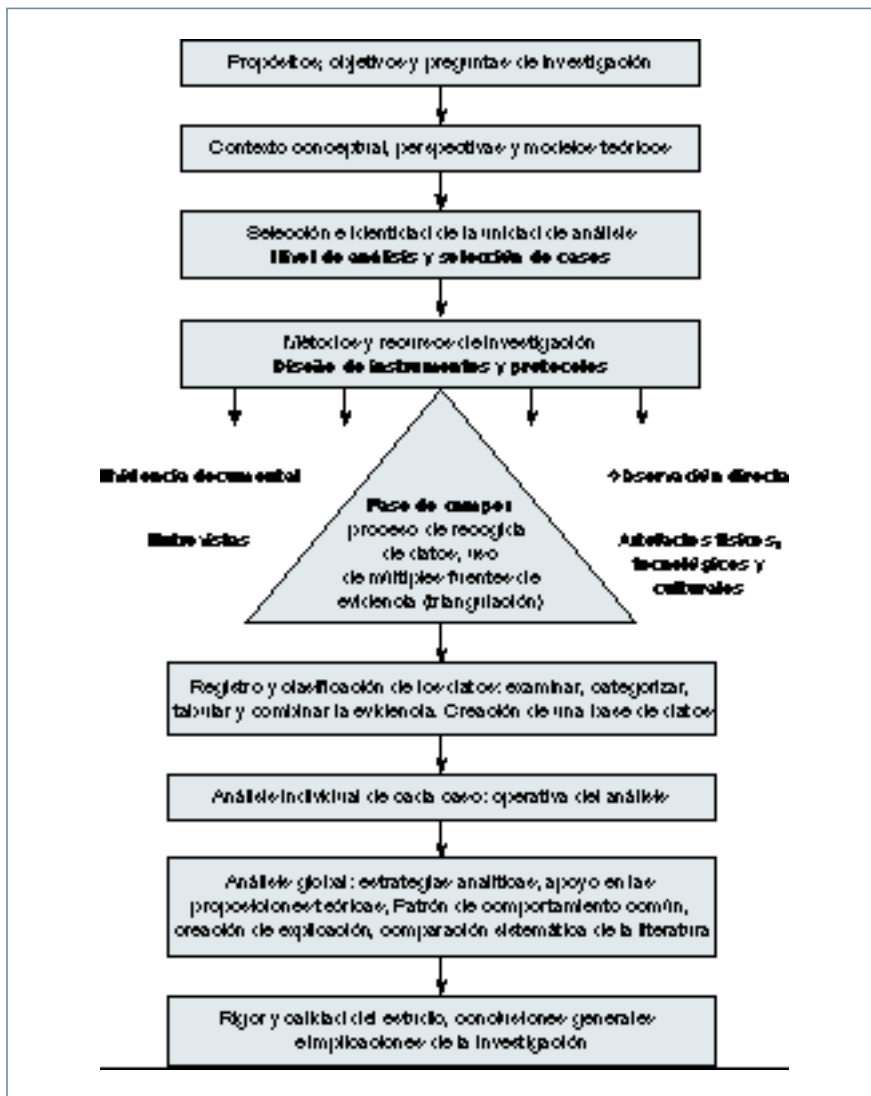 Propósitos, objetivos y preguntas de investigación
Contexto conceptual, perspectivas y modelos teóricos
Selección e identidad de la unidad de análisis
Nivel de análisis y selección de casos
Métodos y recursos de investigación
Diseño de instrumentos y protocolos
Evidencia documental
Observación directa
Entrevistas
Fase de campo:
proceso de recogida
de datos, uso
de múltiples fuentes de
evidencia (triangulación)
Artefactos físicos,
tecnológicos y
culturales
Registro y clasificación de los datos: examinar, categorizar,
tabular y combinar la evidencia. Creación de una base de datos
Análisis individual de cada caso: operativa del análisis
Análisis global: estrategias analíticas, apoyo en las
proposiciones teóricas, Patrón de comportamiento común,
creación de explicación, comparación sistemática de la literatura
Rigor y calidad del estudio, conclusiones generales
e implicaciones de la investigación